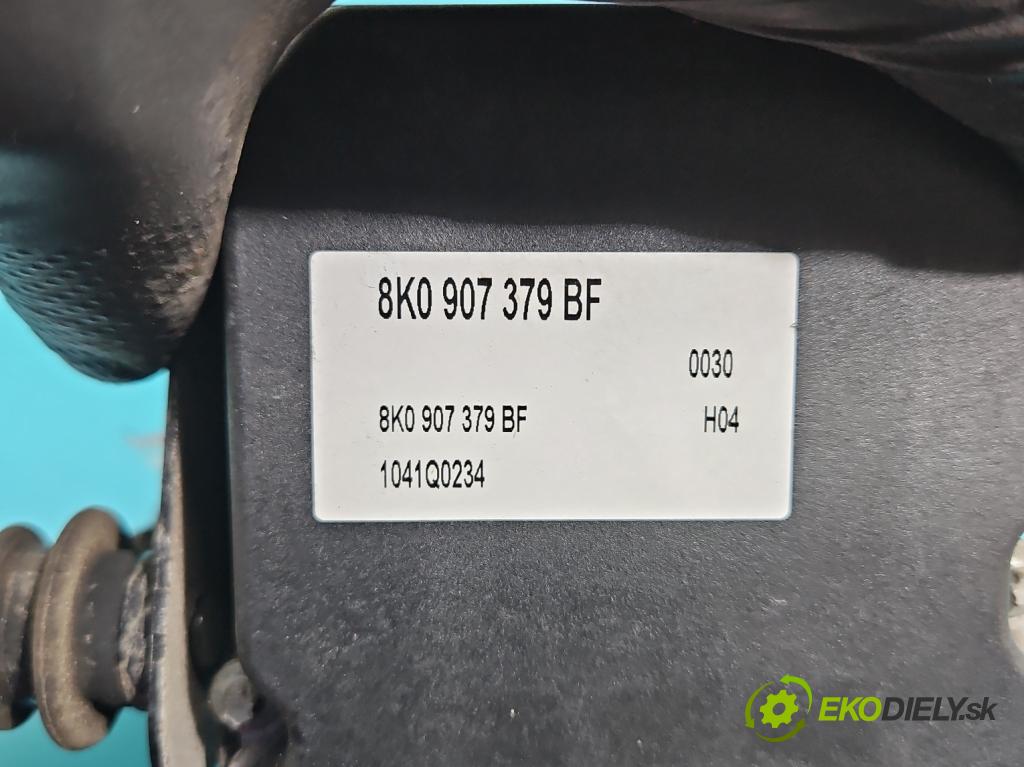 8K0 907 379 BF
0030
8K0 907 379 BF H04
1041Q0234
EKODIELY.sk